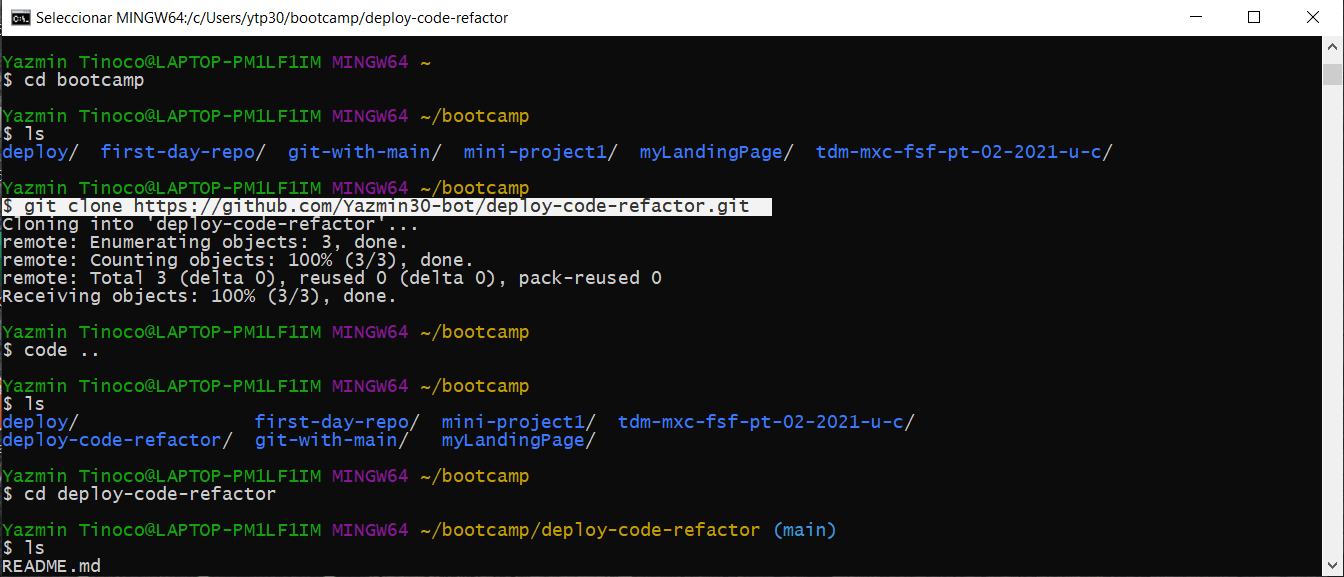 Seleccionar MINGW64:/c/Users/ytp30/bootcamp/deploy-code-refactor
Yazmin Tinoco@LAPTOP-PM1LF1IM MINGW64 ~
$ cd bootcamp
Yazmin Tinoco@LAPTOP-PM1LF1IM MINGW64 ~/bootcamp
$ ls
deploy/  first-day-repo/  git-with-main/  mini-project1/  myLandingPage/  tdm-mxc-fsf-pt-02-2021-u-c/
Yazmin Tinoco@LAPTOP-PM1LF1IM MINGW64 ~/bootcamp
$ git clone https://github.com/Yazmin30-bot/deploy-code-refactor.git
Cloning into 'deploy-code-refactor'...
remote: Enumerating objects: 3, done.
remote: Counting objects: 100% (3/3), done.
remote: Total 3 (delta 0), reused 0 (delta 0), pack-reused 0
Receiving objects: 100% (3/3), done.
Yazmin Tinoco@LAPTOP-PM1LF1IM MINGW64 ~/bootcamp
$ code ..
Yazmin Tinoco@LAPTOP-PM1LF1IM MINGW64 ~/bootcamp
$ ls
deploy/                first-day-repo/  mini-project1/  tdm-mxc-fsf-pt-02-2021-u-c/
deploy-code-refactor/  git-with-main/   myLandingPage/
Yazmin Tinoco@LAPTOP-PM1LF1IM MINGW64 ~/bootcamp
$ cd deploy-code-refactor
Yazmin Tinoco@LAPTOP-PM1LF1IM MINGW64 ~/bootcamp/deploy-code-refactor (main)
$ ls
README.md